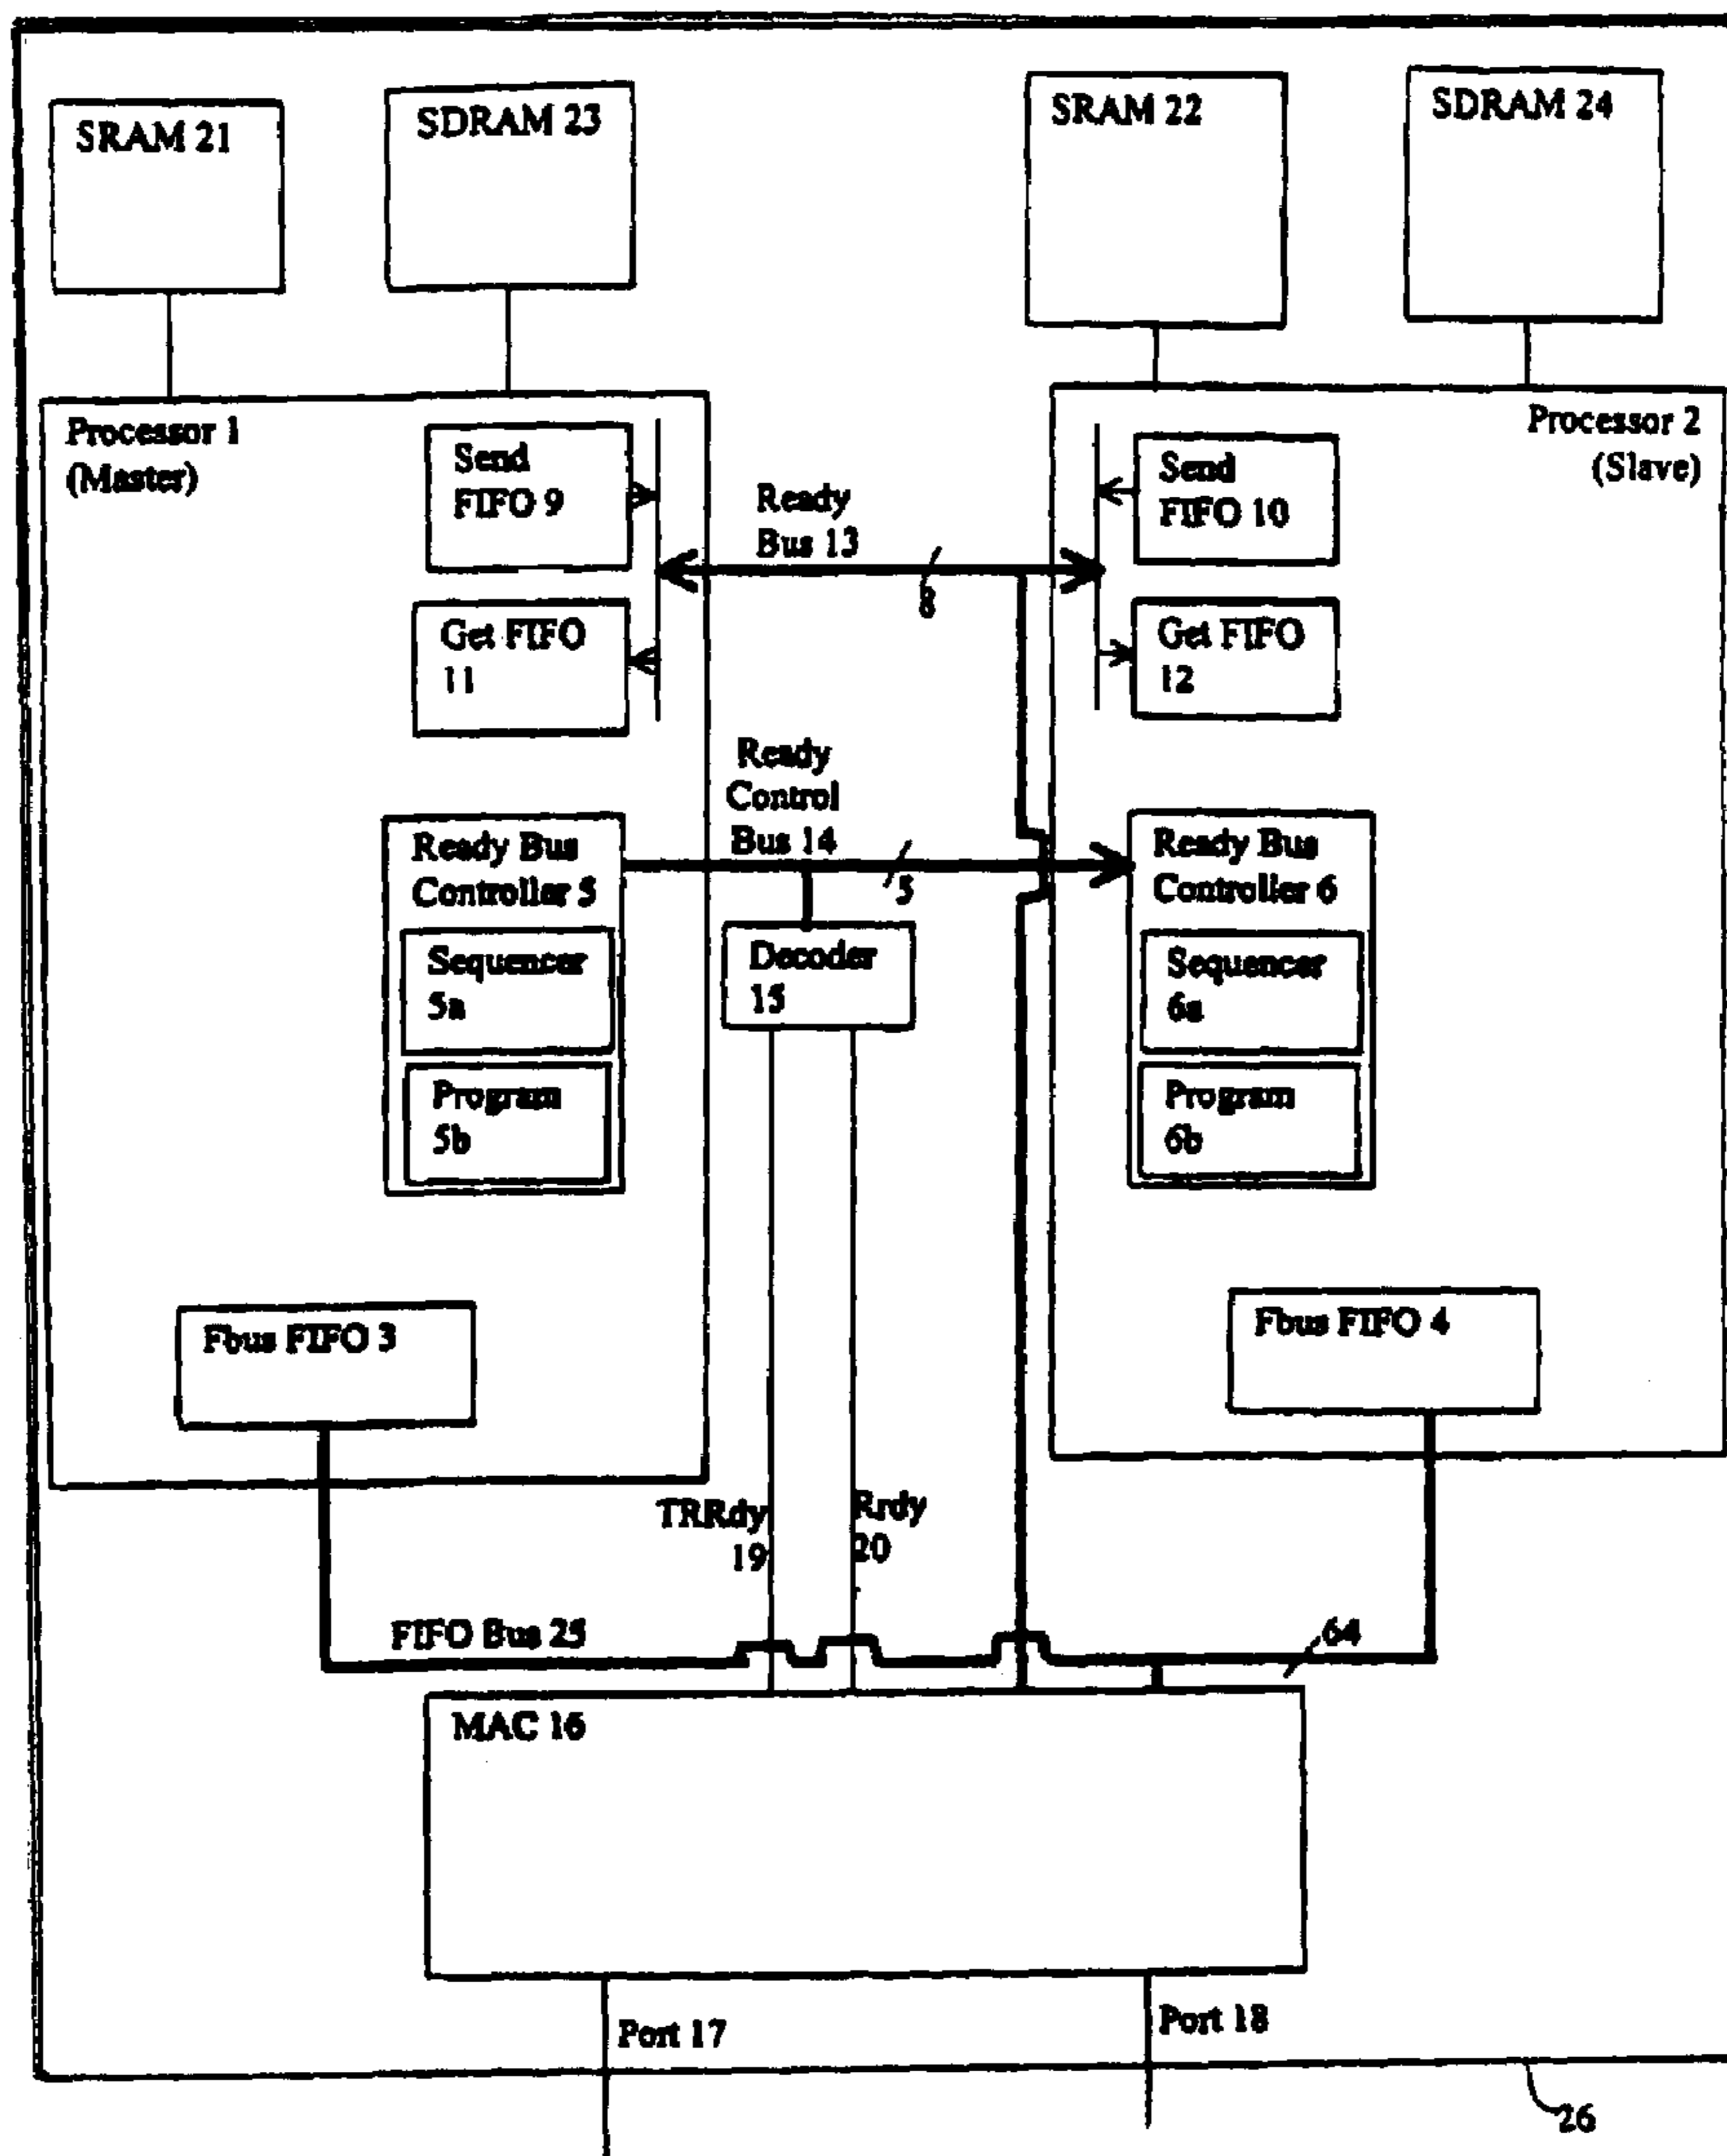 SRAM 21
SDRAM 23
SRAM 22
SDRAM 24
Processor 1
(Master)
Send
FIFO 9
Ready
Bus 13
8
Send
FIFO 10
Processor 2
(Slave)
Get FIFO
11
Get FIFO
12
Ready
Control
Bus 14
5
Ready Bus
Controller 5
Sequencer
5a
Program
5b
Decoder
15
Ready Bus
Controller 6
Sequencer
6a
Program
6b
Fbus FIFO 3
Fbus FIFO 4
TRRdy
19
Rrdy
20
FIFO Bus 25
64
MAC 16
Port 17
Port 18
26